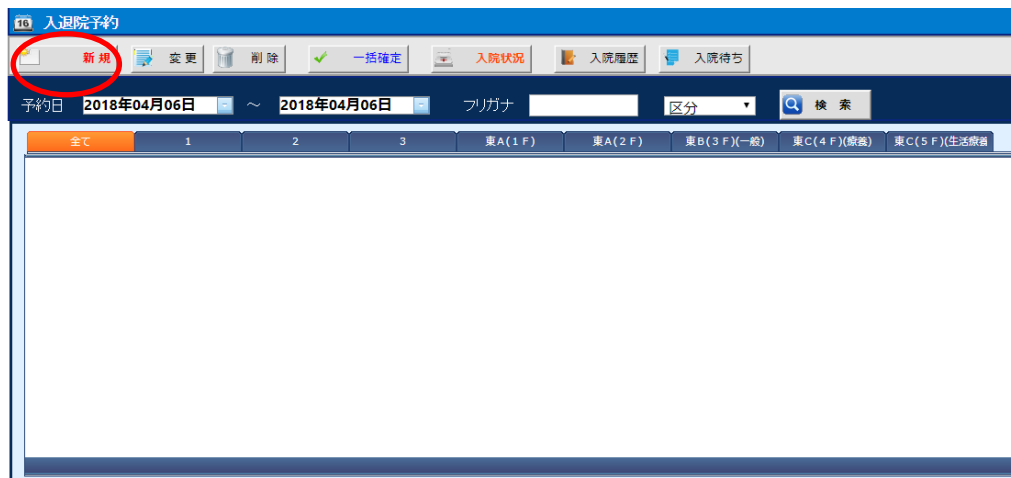 16 入退院予約
新規 変更 削除 一括確定 入院状況 入院履歴 入院待ち
予約日 2018年04月06日 ～ 2018年04月06日 フリガナ 区分 検索
全て 1 2 3 東A(1F) 東A(2F) 東B(3F)(一般) 東C(4F)(療養) 東C(5F)(生活療養